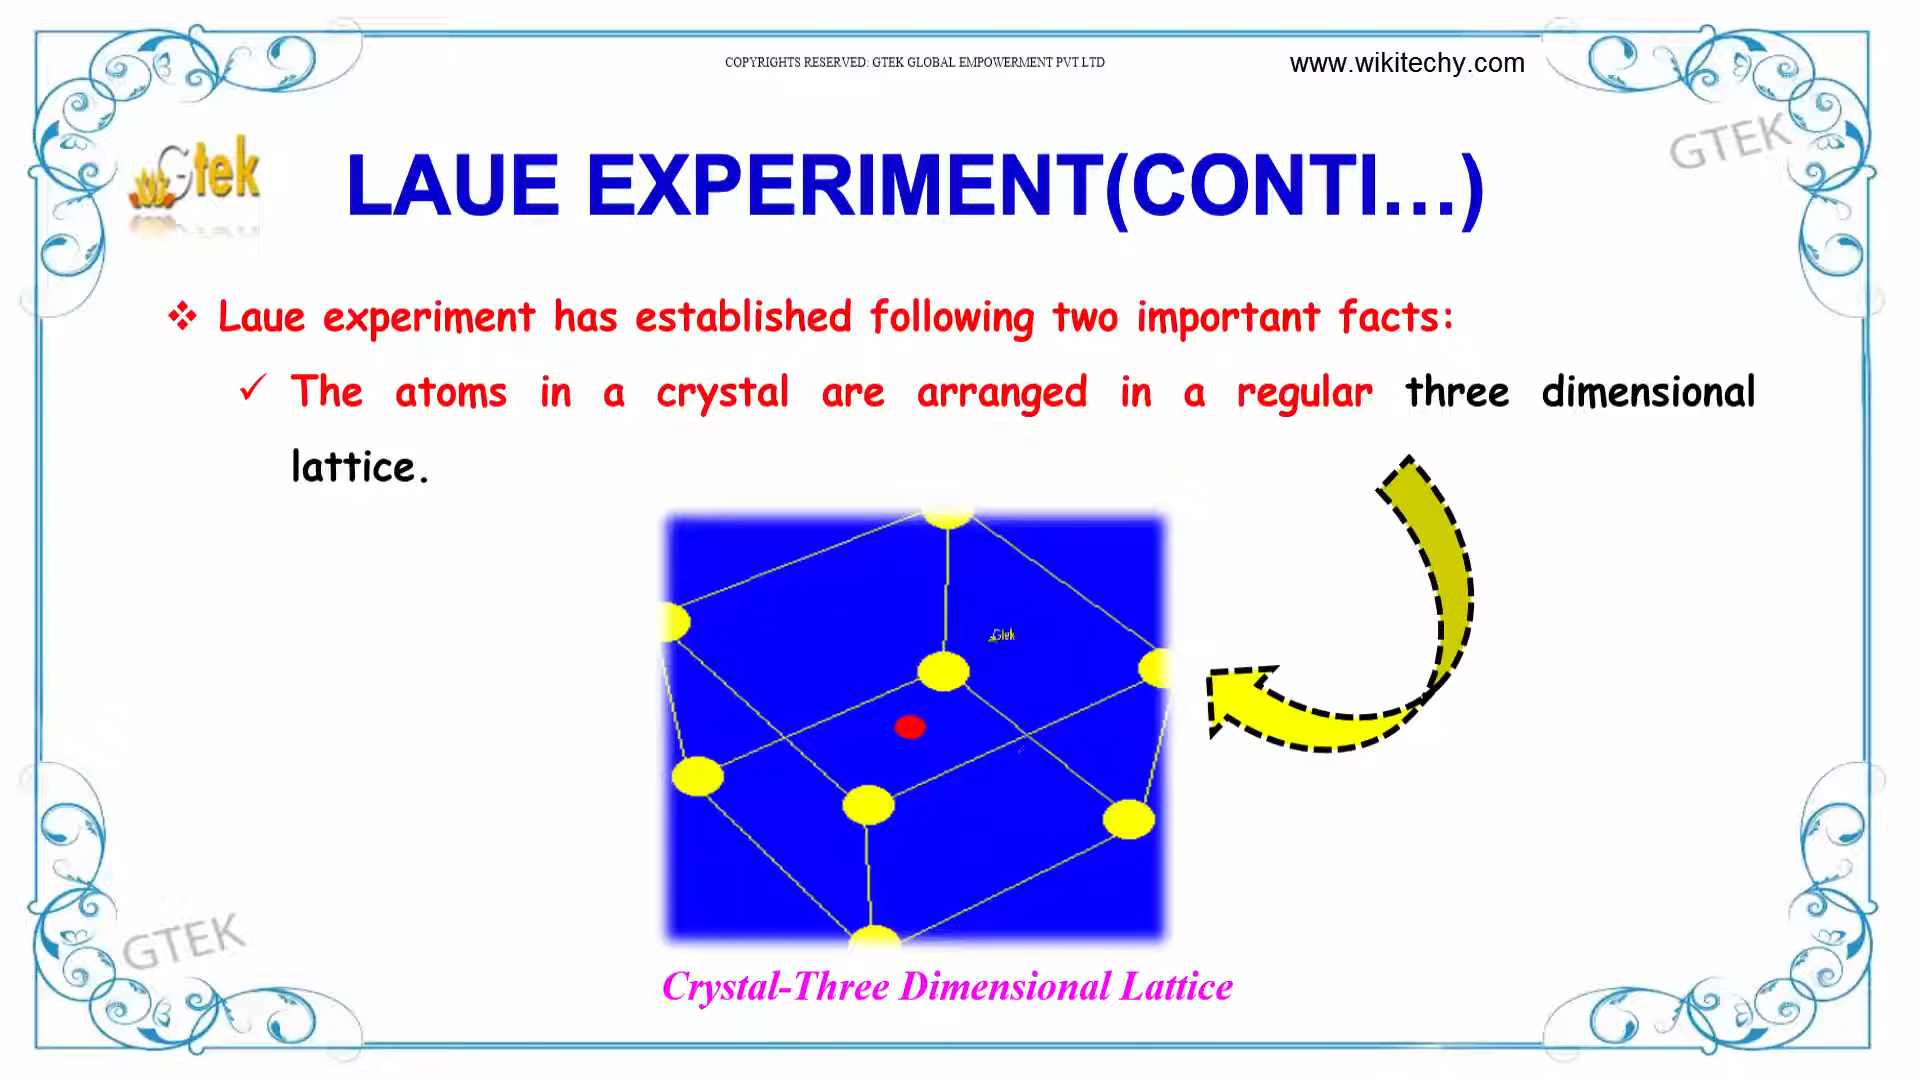 COPYRIGHTS RESERVED: GTEK GLOBAL EMPOWERMENT PVT LTD
www.wikitechy.com
GTEK
Gtek
LAUE EXPERIMENT(CONTI...)
❖ Laue experiment has established following two important facts:
✓ The atoms in a crystal are arranged in a regular three dimensional
lattice.
Gtek
GTEK
Crystal-Three Dimensional Lattice